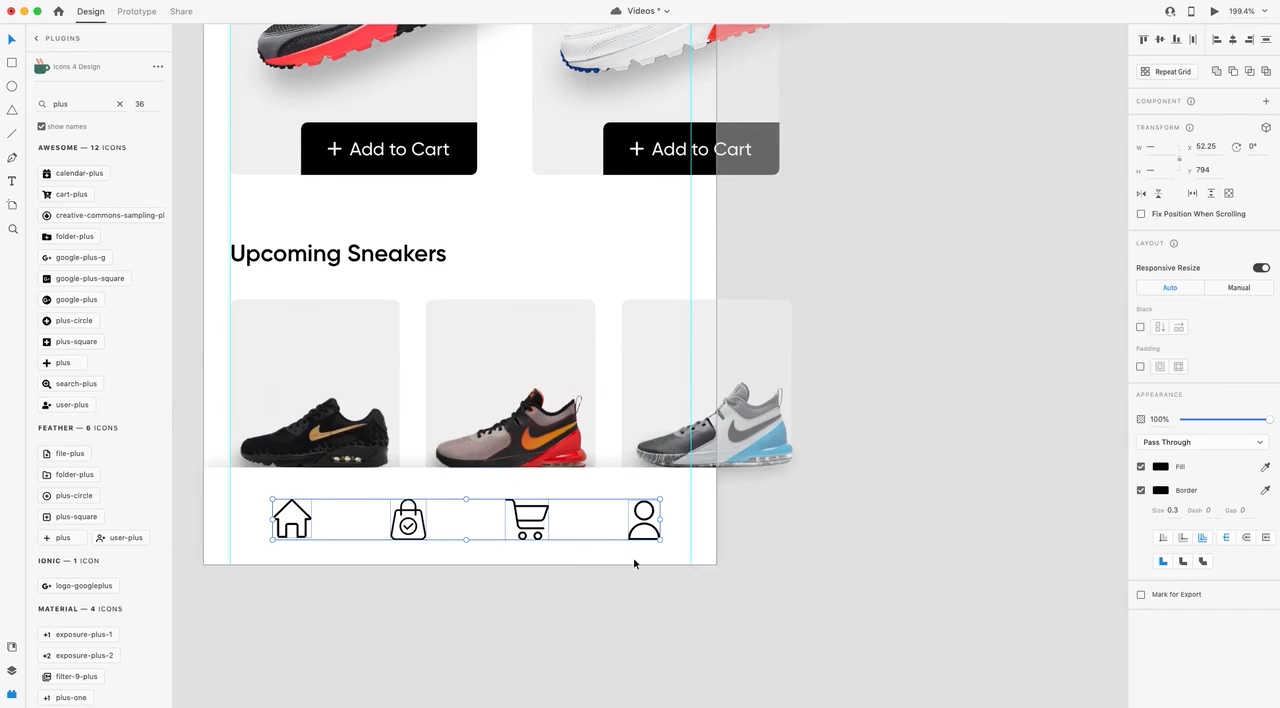 Design Prototype Share
Videos *
199.4%
PLUGINS
Icons 4 Design
plus
36
show names
AWESOME — 12 ICONS
calendar-plus
cart-plus
creative-commons-sampling-pl
folder-plus
google-plus-g
google-plus-square
google-plus
plus-circle
plus-square
plus
search-plus
user-plus
FEATHER — 6 ICONS
file-plus
folder-plus
plus-circle
plus-square
plus user-plus
IONIC — 1 ICON
logo-googleplus
MATERIAL — 4 ICONS
exposure-plus-1
exposure-plus-2
filter-9-plus
plus-one
+ Add to Cart
+ Add to Cart
Upcoming Sneakers
Repeat Grid
COMPONENT
TRANSFORM
W — X 52.25 0°
H — Y 794
Fix Position When Scrolling
LAYOUT
Responsive Resize
Auto Manual
Stack
Padding
APPEARANCE
100%
Pass Through
Fill
Border
Size 0.3 Dash 0 Gap 0
Mark for Export